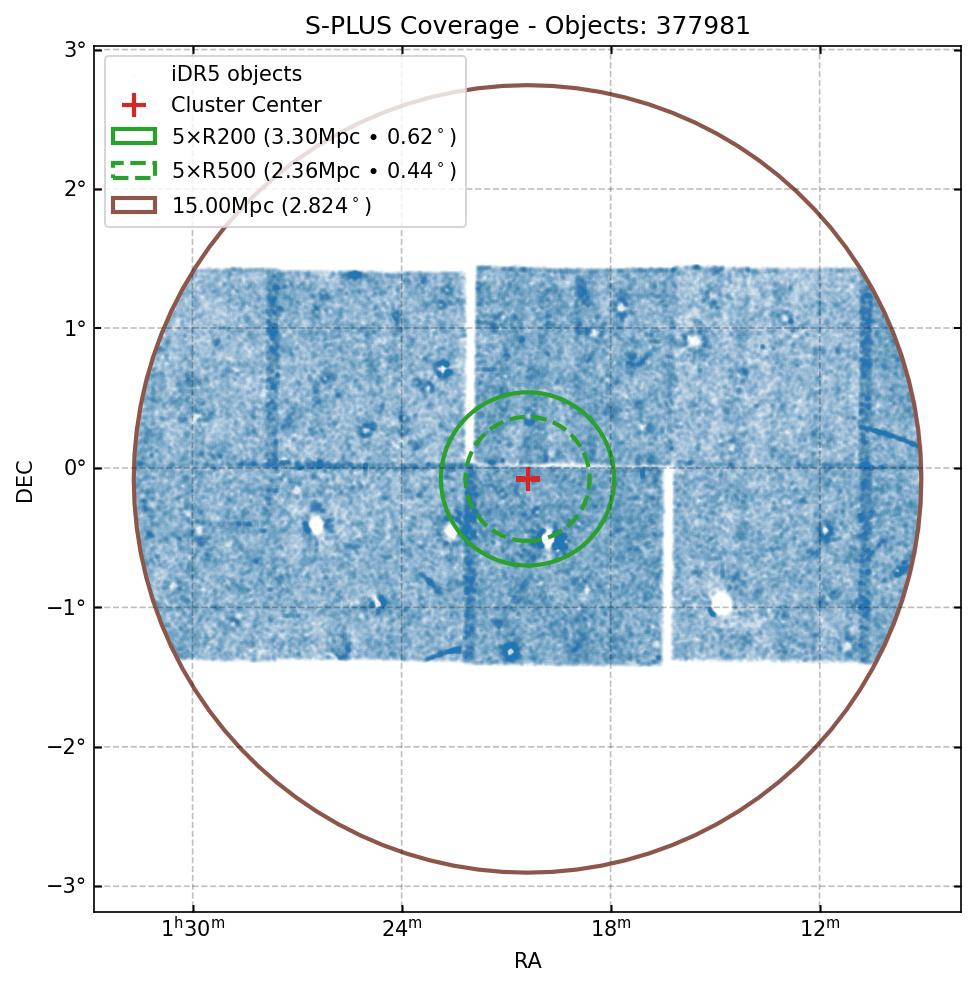 S-PLUS Coverage - Objects: 377981
iDR5 objects
Cluster Center
5×R200 (3.30Mpc • 0.62°)
5×R500 (2.36Mpc • 0.44°)
15.00Mpc (2.824°)
3°
2°
1°
0°
−1°
−2°
−3°
DEC
1ʰ30ᵐ 24ᵐ 18ᵐ 12ᵐ
RA